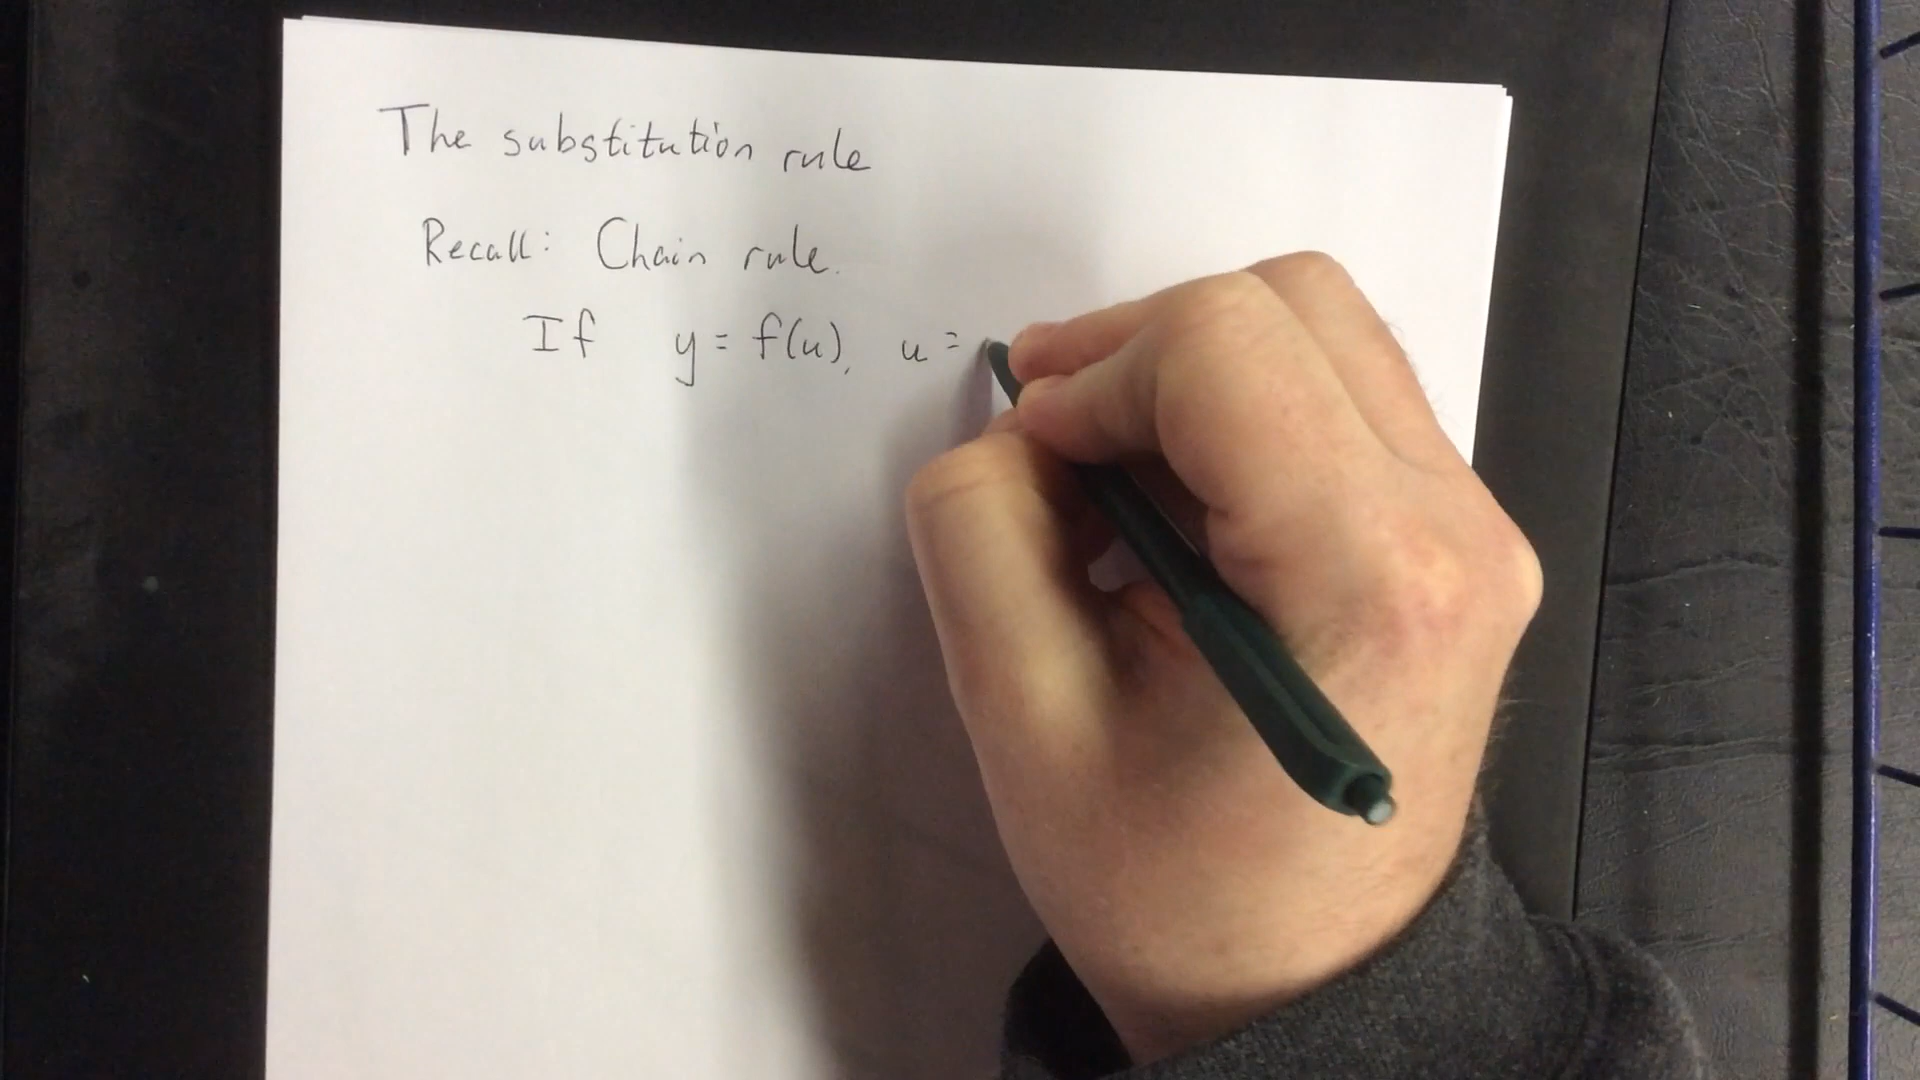 The substitution rule
Recall: Chain rule.
If y = f(u), u =